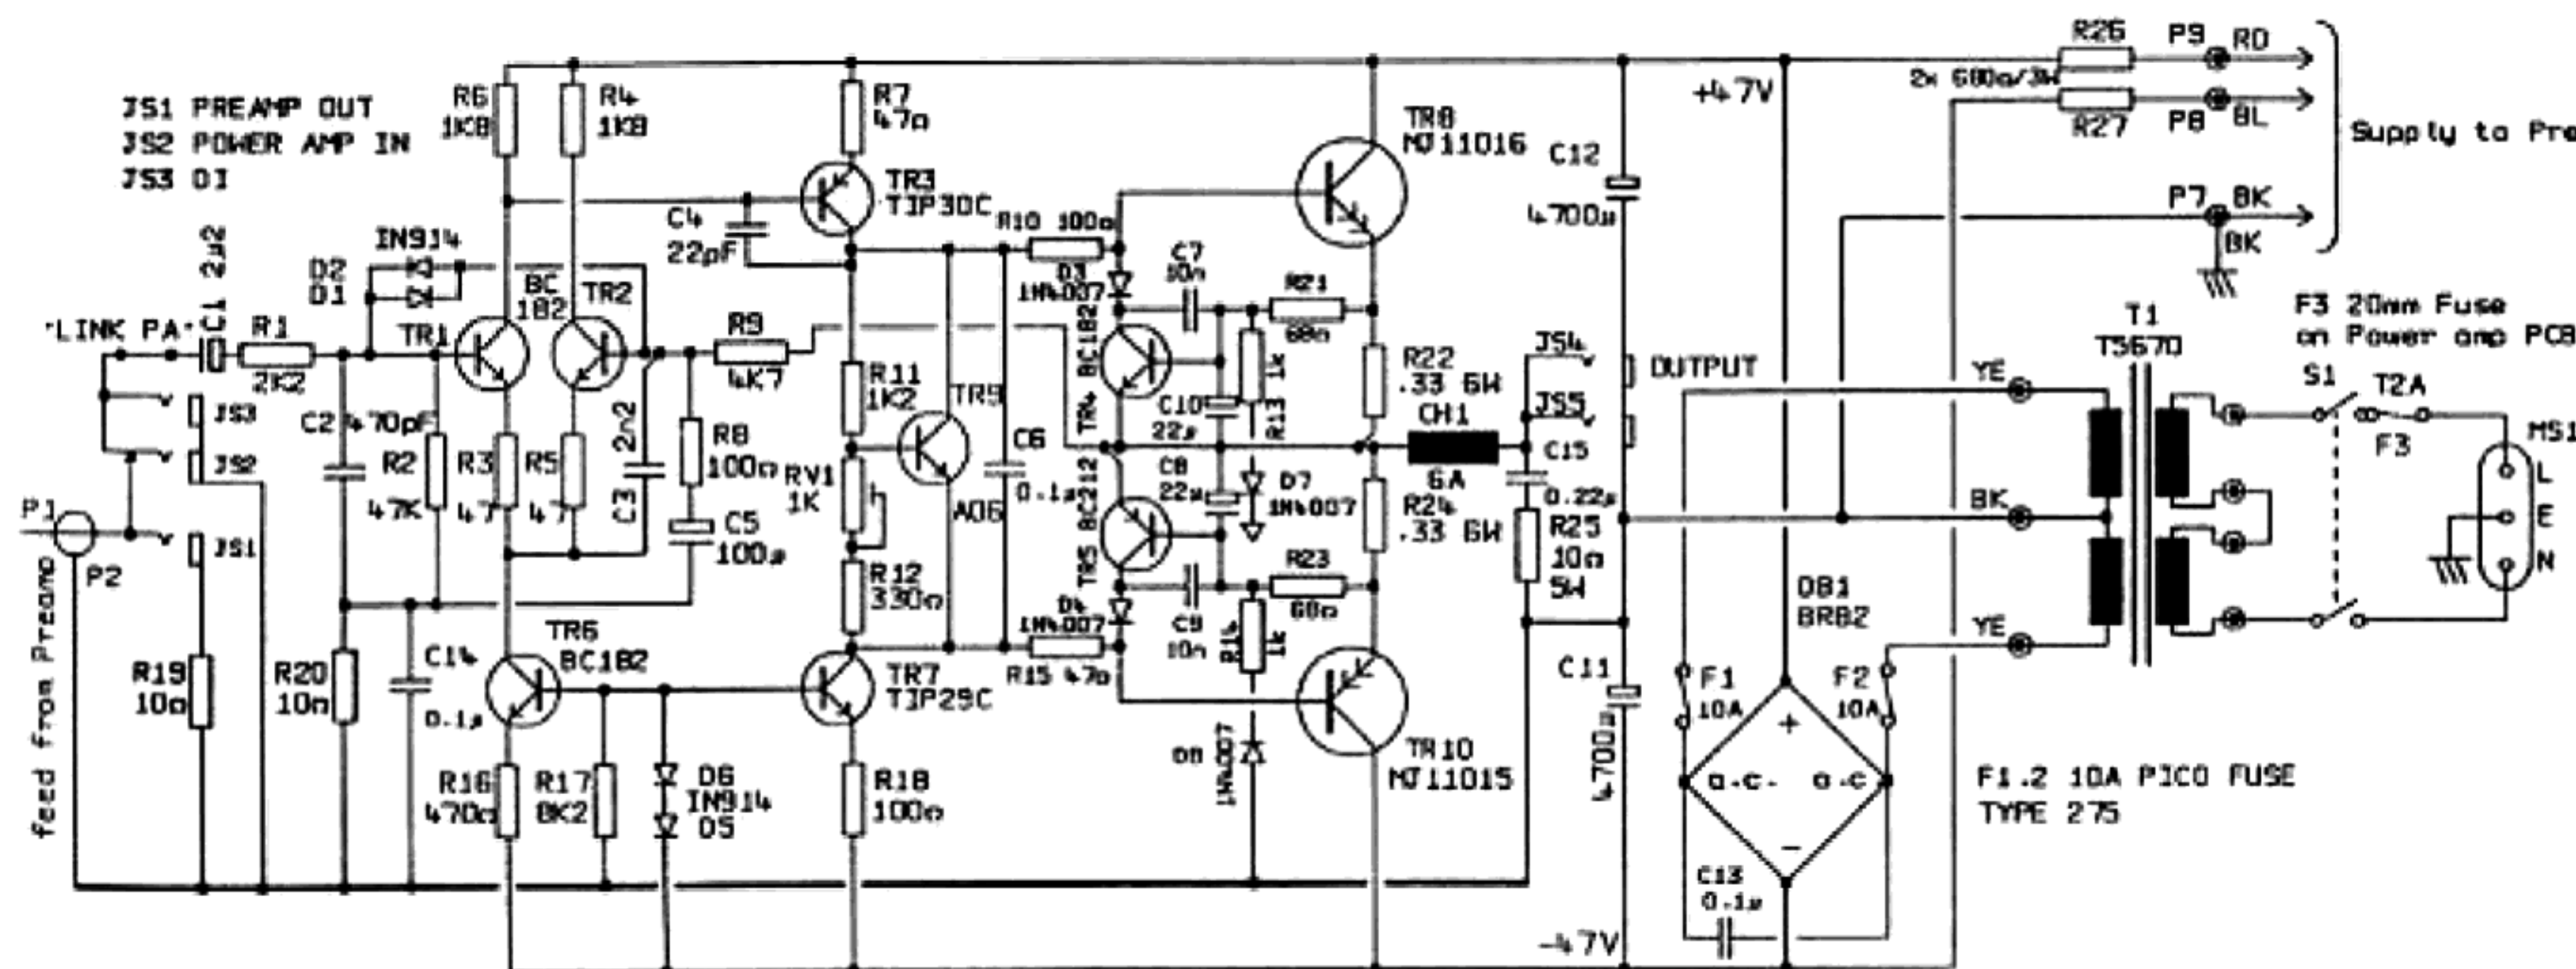 JS1 PREAMP OUT
JS2 POWER AMP IN
JS3 DI
R6
1K8
R4
1K8
R7
47Ω
TR3
TIP30C
C4
22pF
IN914
D2
D1
BC
182
TR2
TR1
C1 2µ2
"LINK PA"
R1
2K2
R9
4K7
JS3
JS2
JS1
C2 470pF
R2
47K
R3
47
R5
47
C3 2n2
R8
100Ω
C5
100µ
P1
P2
feed from Preamp
R19
10Ω
R20
10Ω
C14
0.1µ
TR6
BC182
R16
470Ω
R17
8K2
D6
IN914
D5
R11
1K2
RV1
1K
R12
330Ω
TR9
A06
C6
0.1µ
TR7
TIP29C
R18
100Ω
R10 100Ω
D3
1N4007
C7
10n
R21
68Ω
TR4 BC182
C10
22µ
R13 1k
C8
22µ
D7
1N4007
TR5 BC212
D4
1N4007
R15 47Ω
C9
10n
R14
1k
R23
68Ω
D8
1N4007
TR8
MJ11016
R22
.33 6W
CH1
6A
R24
.33 6W
TR10
MJ11015
JS4
JS5
OUTPUT
C15
0.22µ
R25
10Ω
5W
C12
4700µ
C11
4700µ
+47V
-47V
R26
2x 680Ω/3W
R27
P9 RD
P8 BL
P7 BK
BK
Supply to Pre
F3 20mm Fuse
on Power amp PCB
T1
T5670
YE
BK
YE
S1
T2A
F3
MS1
L
E
N
DB1
BRBZ
F1
10A
F2
10A
+
a.c.
a.c
-
C13
0.1µ
F1.2 10A PICO FUSE
TYPE 275